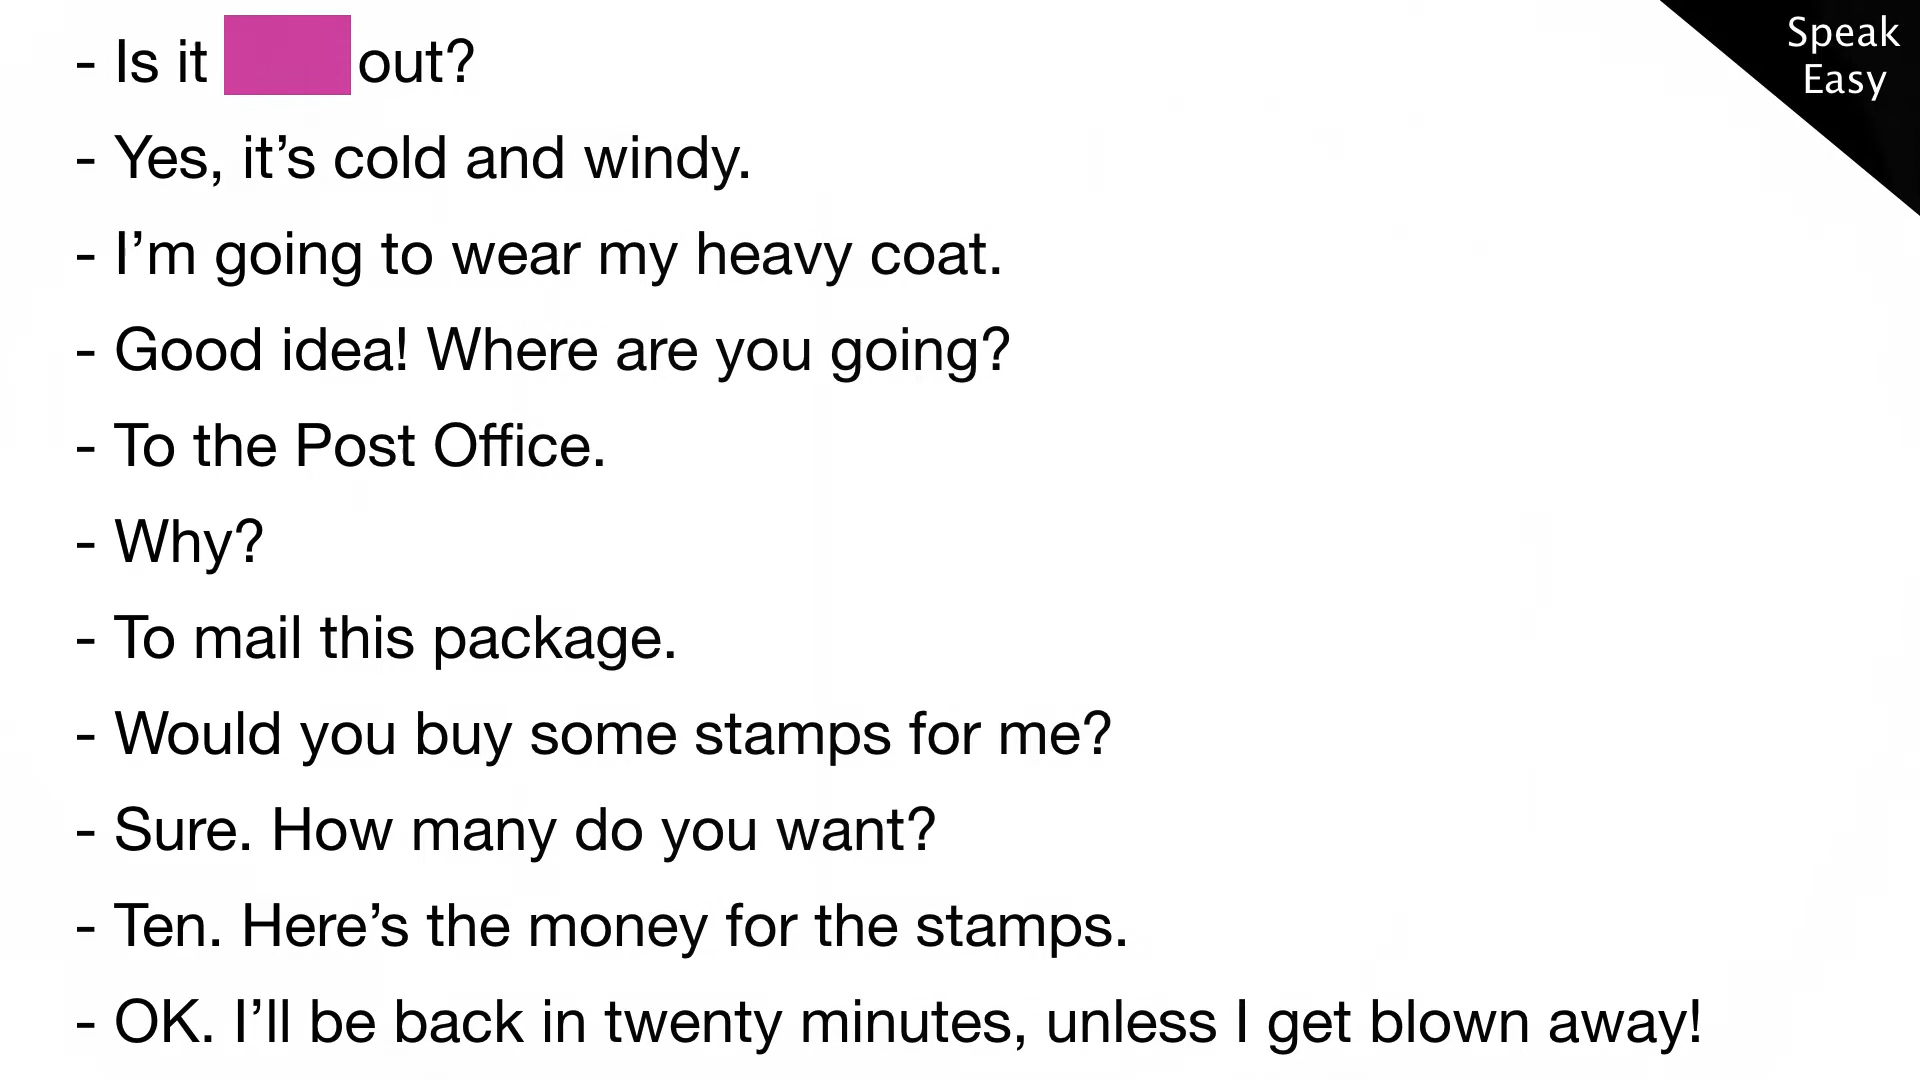 - Is it out?
- Yes, it’s cold and windy.
- I’m going to wear my heavy coat.
- Good idea! Where are you going?
- To the Post Office.
- Why?
- To mail this package.
- Would you buy some stamps for me?
- Sure. How many do you want?
- Ten. Here’s the money for the stamps.
- OK. I’ll be back in twenty minutes, unless I get blown away!
Speak
Easy